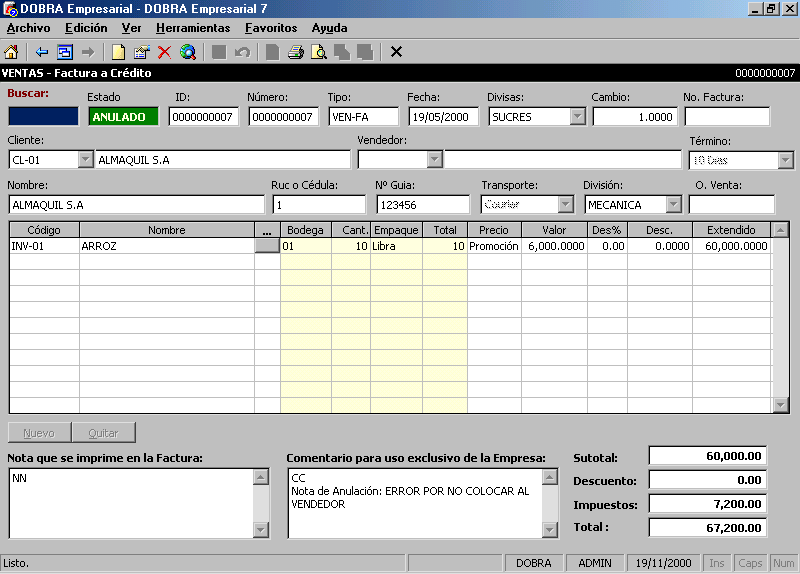 DOBRA Empresarial - DOBRA Empresarial 7
Archivo Edición Ver Herramientas Favoritos Ayuda
VENTAS - Factura a Crédito 0000000007
Buscar: Estado ID: Número: Tipo: Fecha: Divisas: Cambio: No. Factura:
ANULADO 0000000007 0000000007 VEN-FA 19/05/2000 SUCRES 1.0000
Cliente: Vendedor: Término:
CL-01 ALMAQUIL S.A 10 Dias
Nombre: Ruc o Cédula: Nº Guia: Transporte: División: O. Venta:
ALMAQUIL S.A 1 123456 Courier MECANICA
Código Nombre ... Bodega Cant. Empaque Total Precio Valor Des% Desc. Extendido
INV-01 ARROZ 01 10 Libra 10 Promoción 6,000.0000 0.00 0.0000 60,000.0000
Nuevo Quitar
Nota que se imprime en la Factura: Comentario para uso exclusivo de la Empresa:
NN
CC
Nota de Anulación: ERROR POR NO COLOCAR AL
VENDEDOR
Sutotal: 60,000.00
Descuento: 0.00
Impuestos: 7,200.00
Total : 67,200.00
Listo. DOBRA ADMIN 19/11/2000 Ins Caps Num